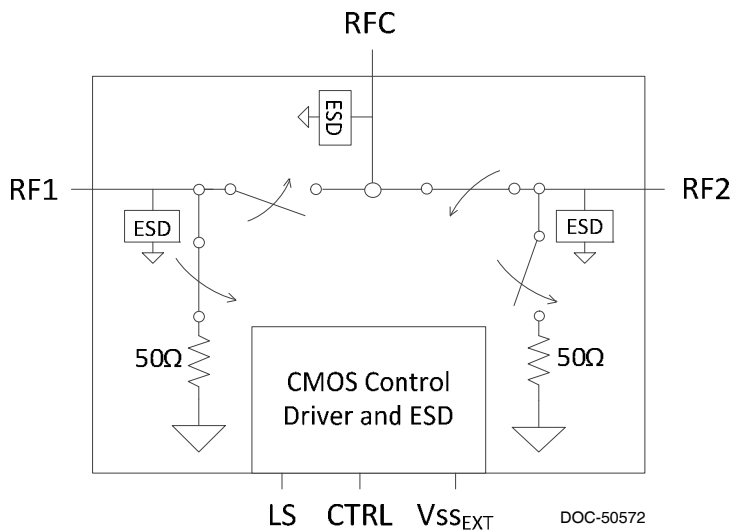 RFC
ESD
RF1
RF2
ESD
ESD
50Ω
50Ω
CMOS Control
Driver and ESD
LS CTRL VssEXT
DOC-50572